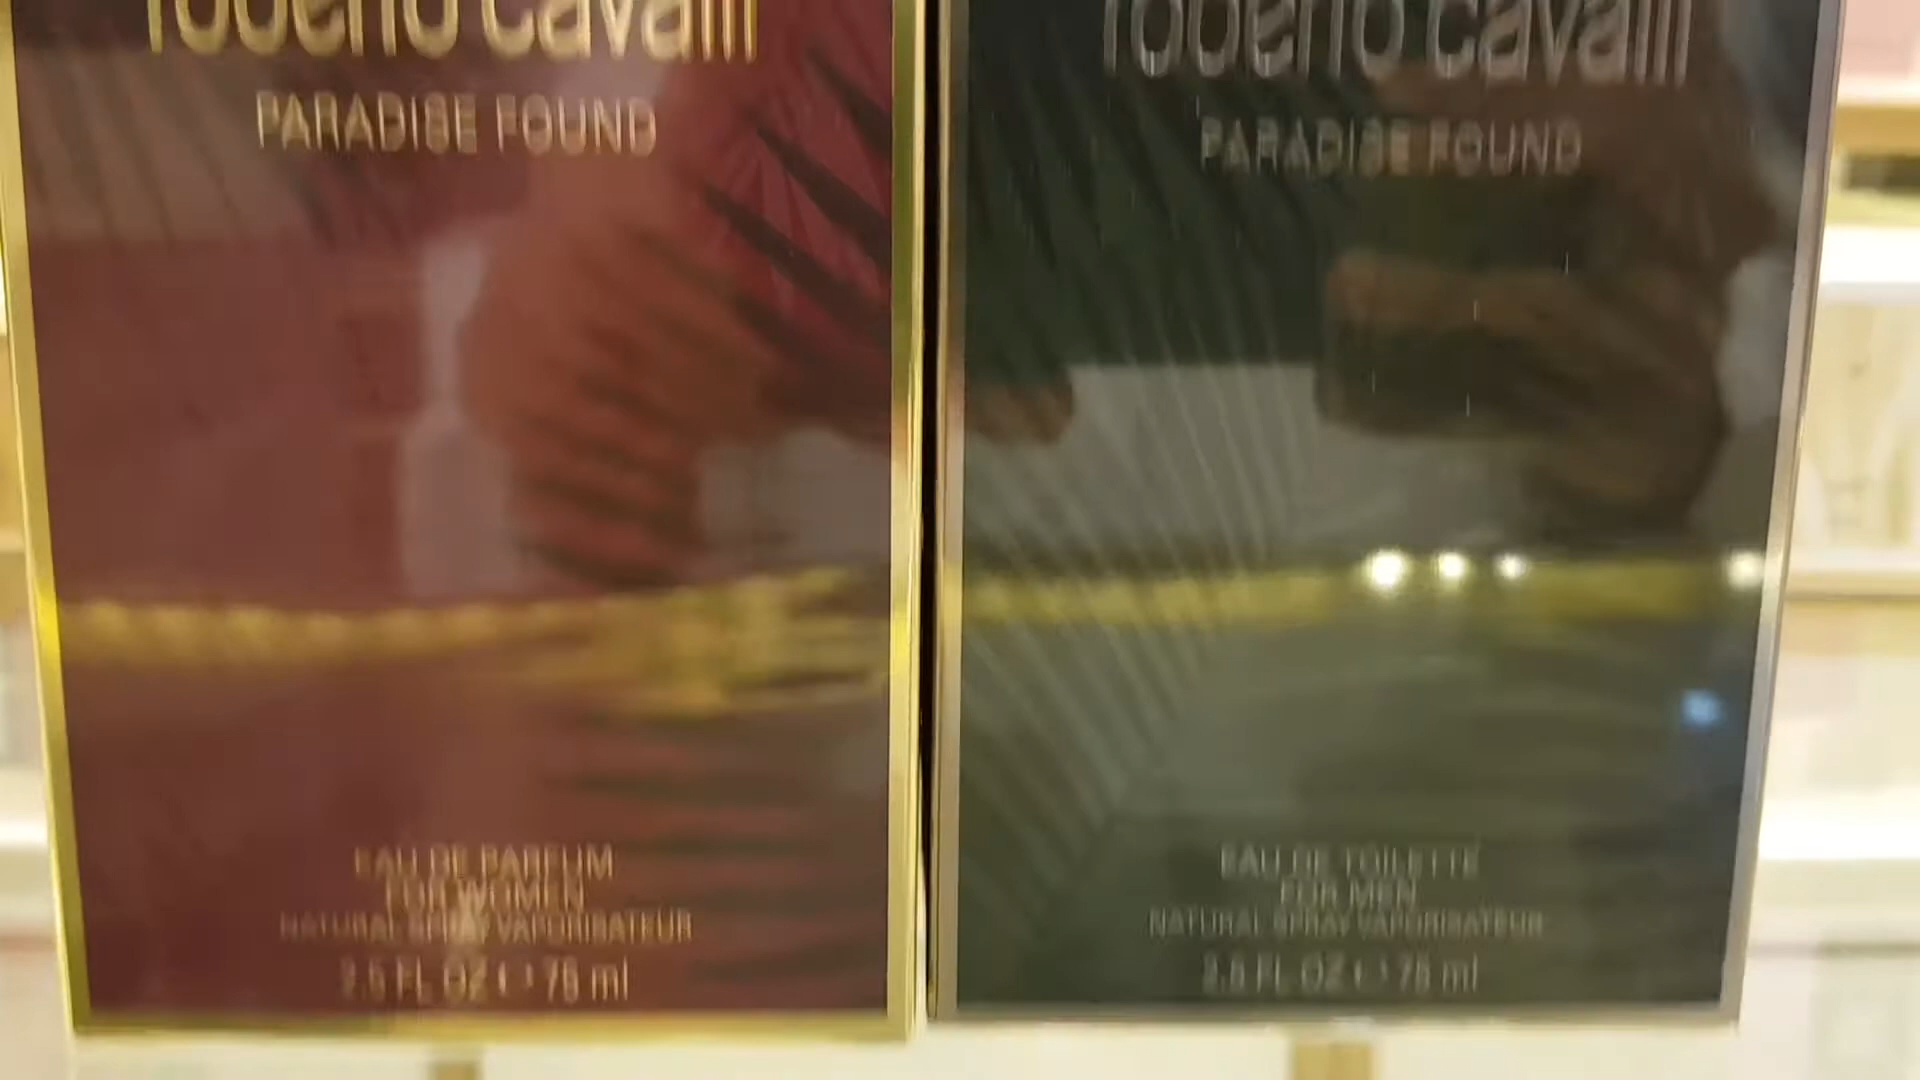 roberto cavalli
PARADISE FOUND
EAU DE PARFUM
FOR WOMEN
NATURAL SPRAY VAPORISATEUR
2.5 FL OZ e 75 ml
roberto cavalli
PARADISE FOUND
EAU DE TOILETTE
FOR MEN
NATURAL SPRAY VAPORISATEUR
2.5 FL OZ e 75 ml